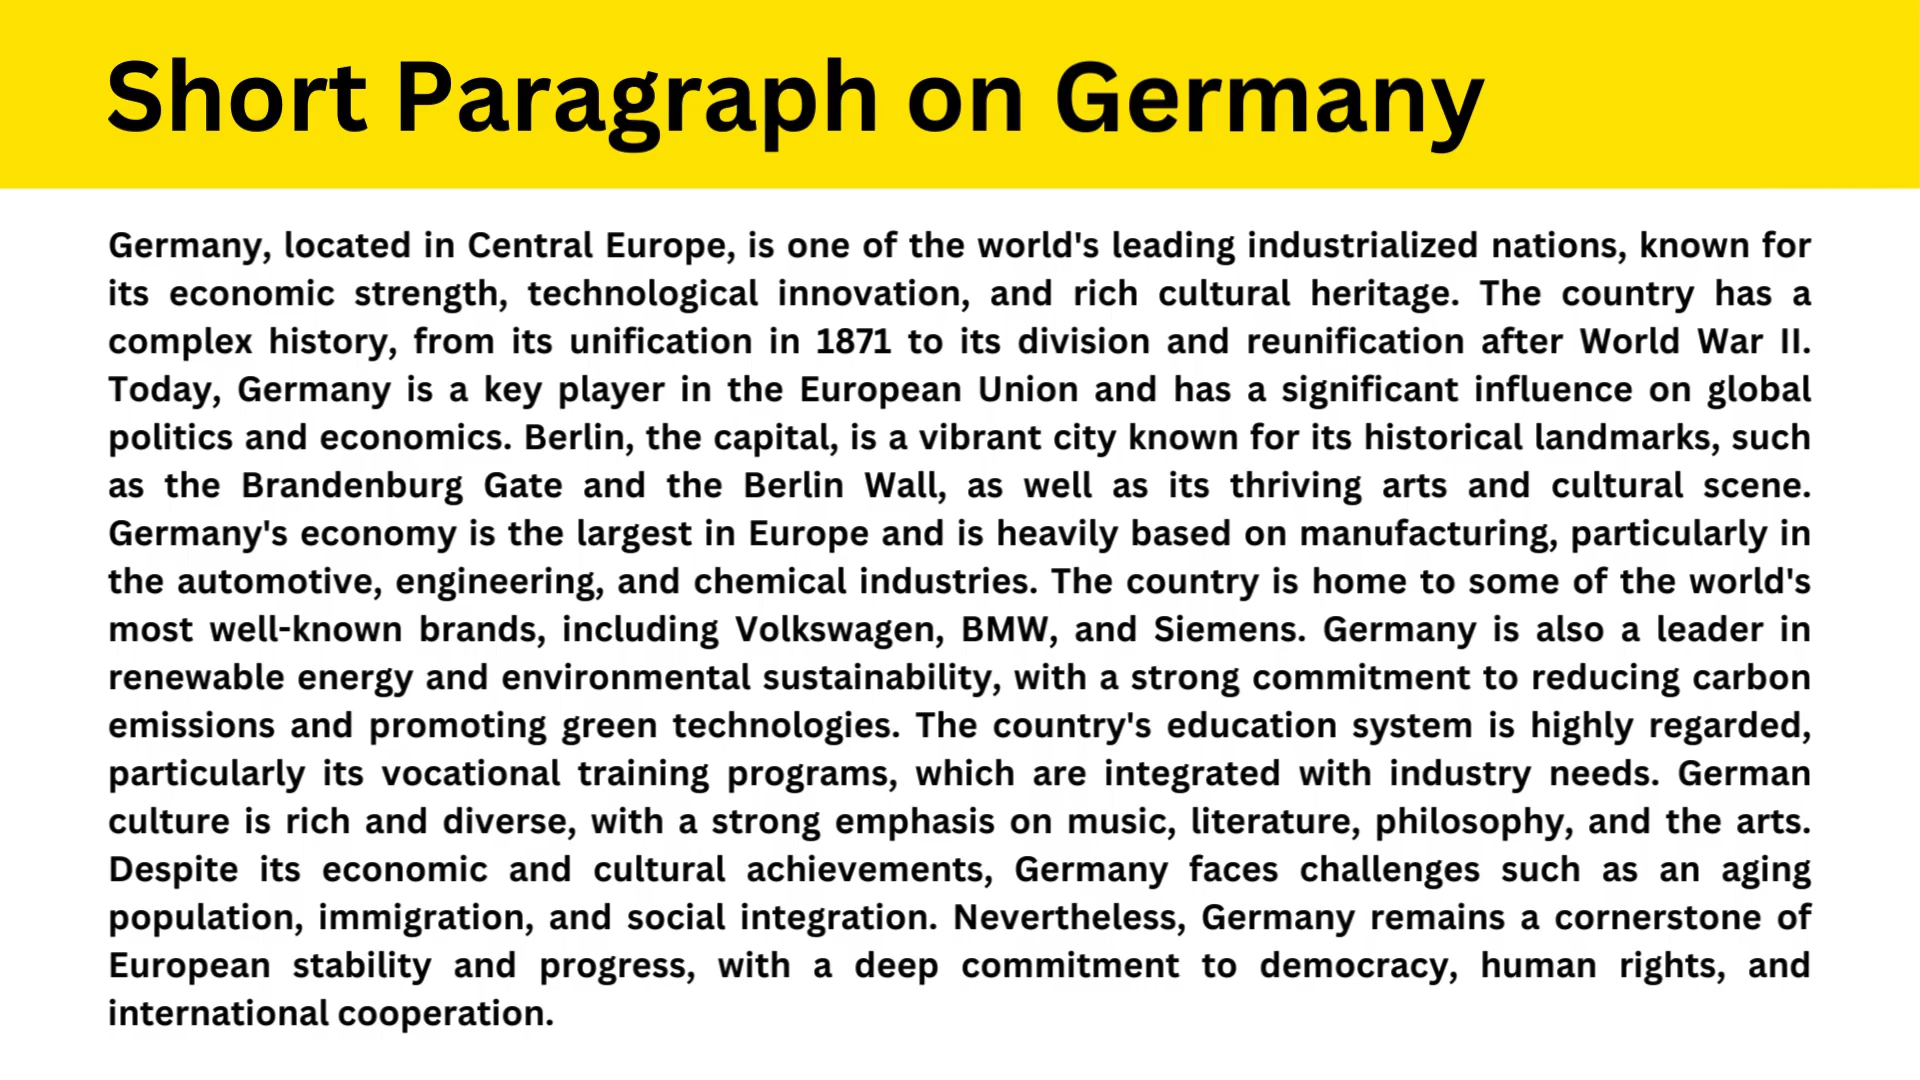 Short Paragraph on Germany
Germany, located in Central Europe, is one of the world's leading industrialized nations, known for
its economic strength, technological innovation, and rich cultural heritage. The country has a
complex history, from its unification in 1871 to its division and reunification after World War II.
Today, Germany is a key player in the European Union and has a significant influence on global
politics and economics. Berlin, the capital, is a vibrant city known for its historical landmarks, such
as the Brandenburg Gate and the Berlin Wall, as well as its thriving arts and cultural scene.
Germany's economy is the largest in Europe and is heavily based on manufacturing, particularly in
the automotive, engineering, and chemical industries. The country is home to some of the world's
most well-known brands, including Volkswagen, BMW, and Siemens. Germany is also a leader in
renewable energy and environmental sustainability, with a strong commitment to reducing carbon
emissions and promoting green technologies. The country's education system is highly regarded,
particularly its vocational training programs, which are integrated with industry needs. German
culture is rich and diverse, with a strong emphasis on music, literature, philosophy, and the arts.
Despite its economic and cultural achievements, Germany faces challenges such as an aging
population, immigration, and social integration. Nevertheless, Germany remains a cornerstone of
European stability and progress, with a deep commitment to democracy, human rights, and
international cooperation.